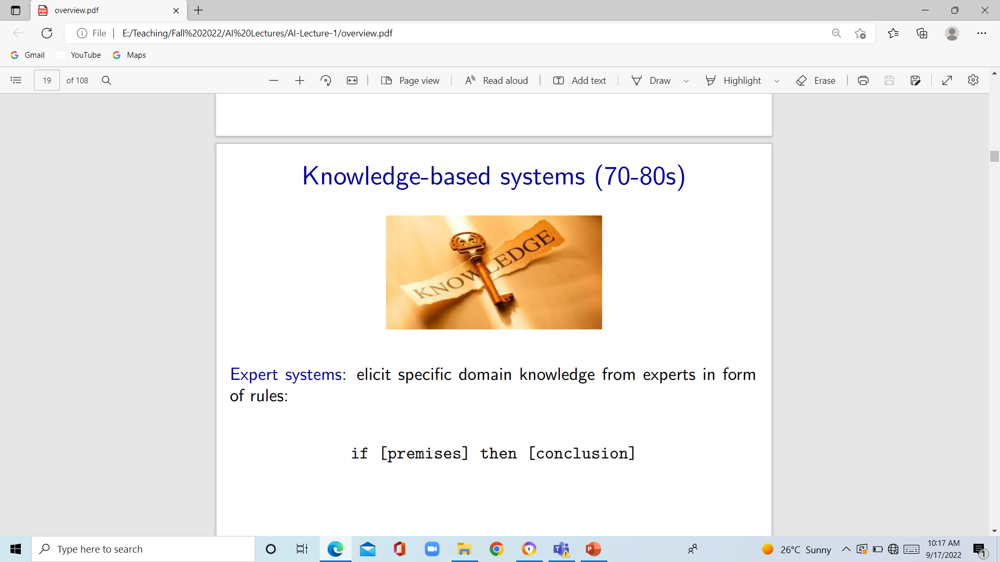 overview.pdf
File
E:/Teaching/Fall%202022/AI%20Lectures/AI-Lecture-1/overview.pdf
Gmail YouTube Maps
19 of 108 Page view Read aloud Add text Draw Highlight Erase
Knowledge-based systems (70-80s)
KNOWLEDGE
Expert systems: elicit specific domain knowledge from experts in form
of rules:
if [premises] then [conclusion]
Type here to search
26°C Sunny
10:17 AM
9/17/2022
1